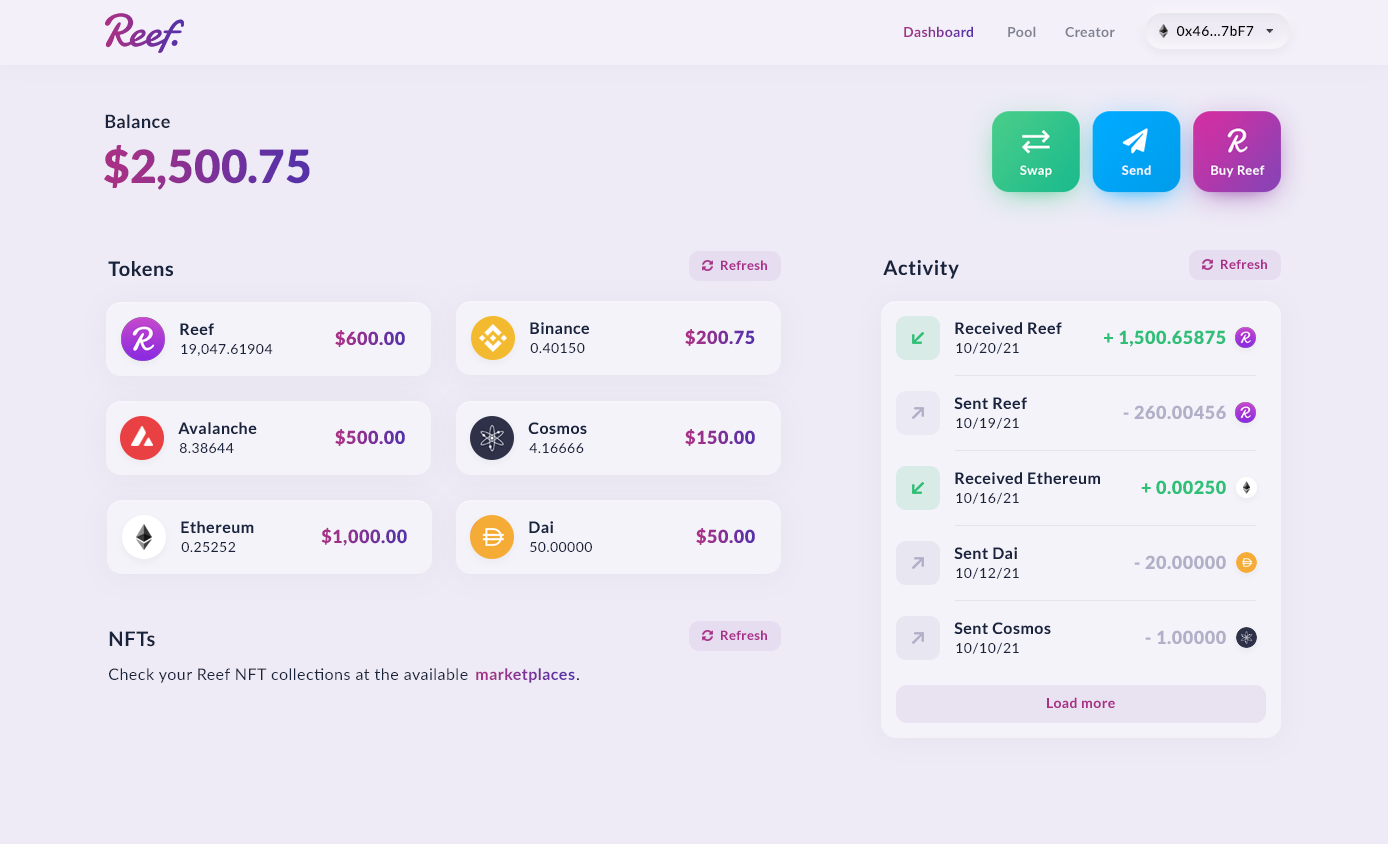 Reef.
Dashboard
Pool
Creator
0x46...7bF7
Balance
$2,500.75
Swap
Send
Buy Reef
Tokens
Refresh
Reef
19,047.61904
$600.00
Binance
0.40150
$200.75
Avalanche
8.38644
$500.00
Cosmos
4.16666
$150.00
Ethereum
0.25252
$1,000.00
Dai
50.00000
$50.00
NFTs
Refresh
Check your Reef NFT collections at the available marketplaces.
Activity
Refresh
Received Reef
10/20/21
+ 1,500.65875
Sent Reef
10/19/21
- 260.00456
Received Ethereum
10/16/21
+ 0.00250
Sent Dai
10/12/21
- 20.00000
Sent Cosmos
10/10/21
- 1.00000
Load more